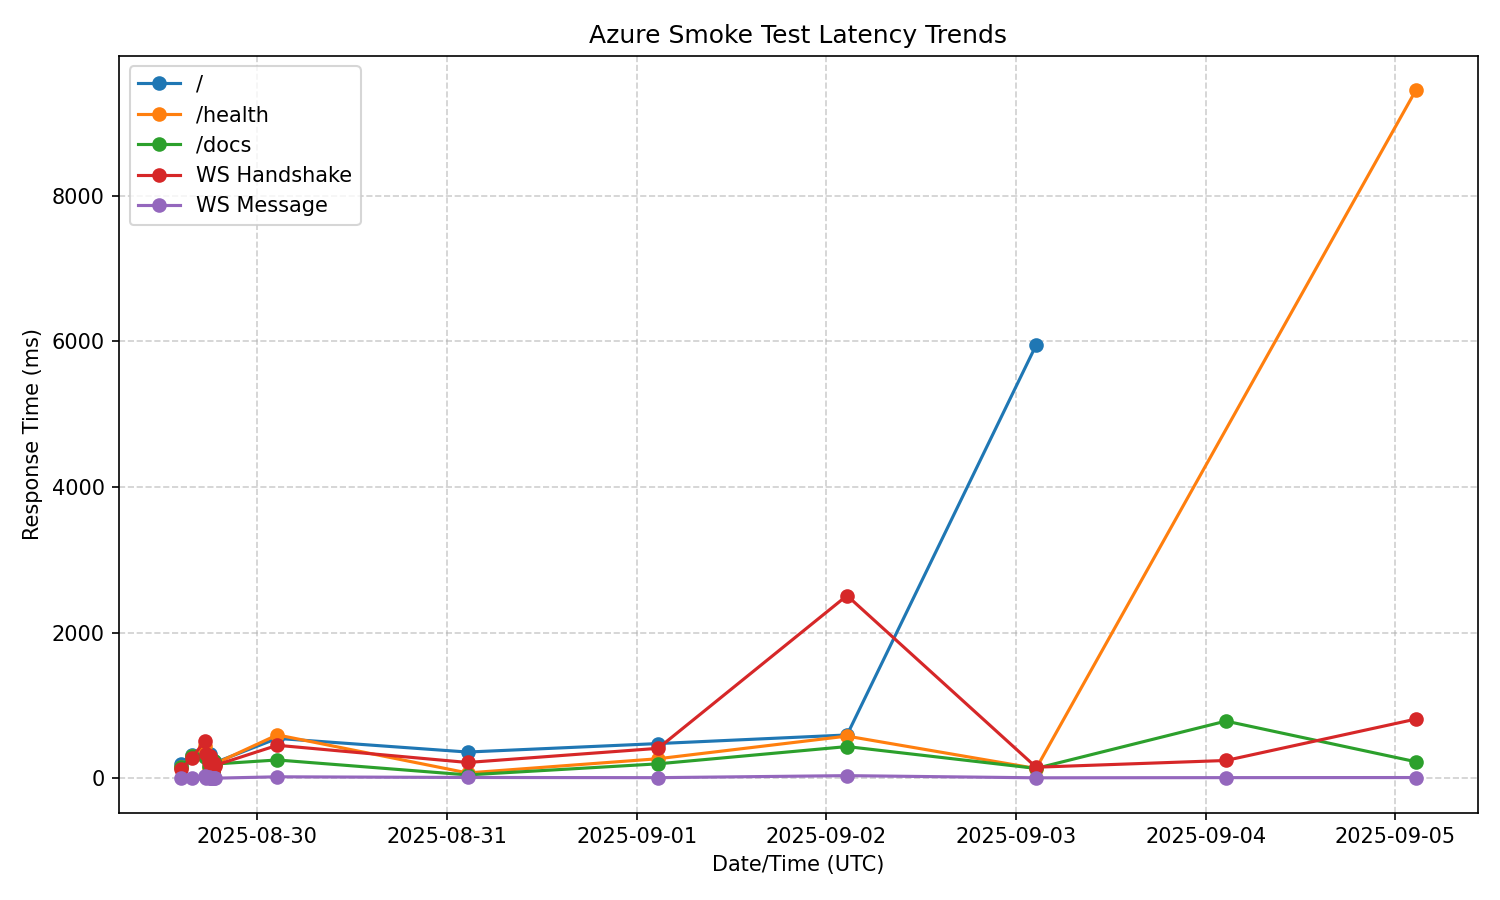 Azure Smoke Test Latency Trends
/
/health
/docs
WS Handshake
WS Message
8000
6000
4000
2000
0
Response Time (ms)
2025-08-30 2025-08-31 2025-09-01 2025-09-02 2025-09-03 2025-09-04 2025-09-05
Date/Time (UTC)